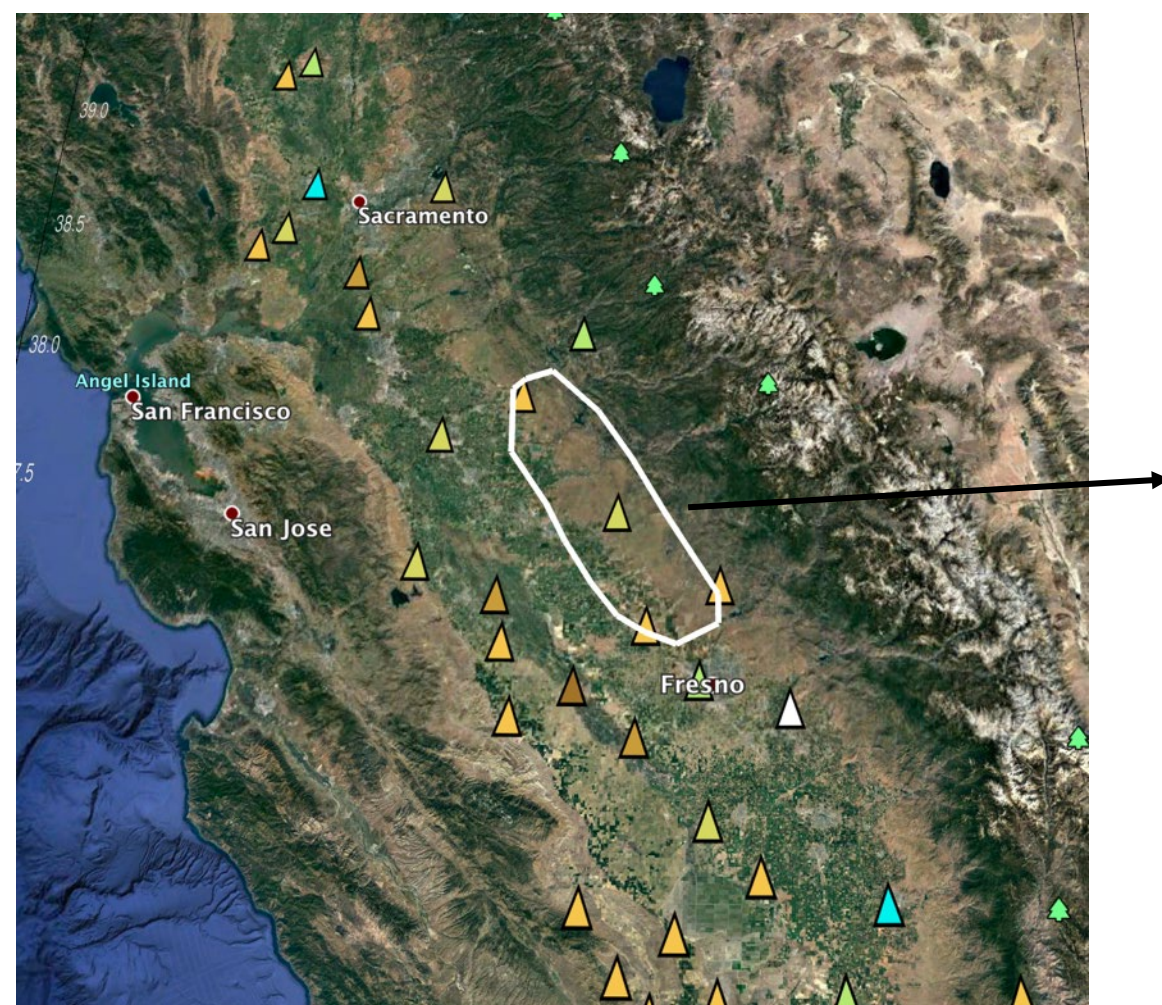 39.0
Sacramento
38.5
38.0
Angel Island
San Francisco
7.5
San Jose
Fresno